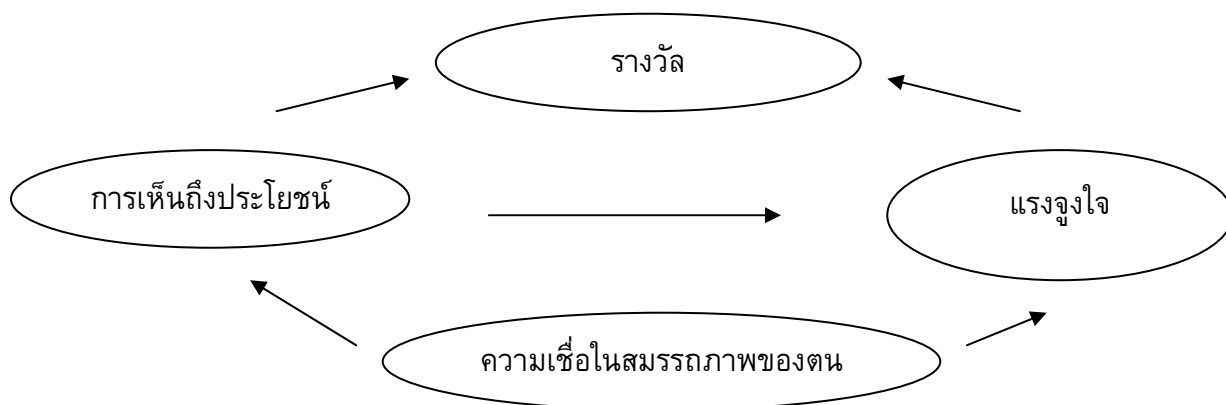 รางวัล
การเห็นถึงประโยชน์
แรงจูงใจ
ความเชื่อในสมรรถภาพของตน